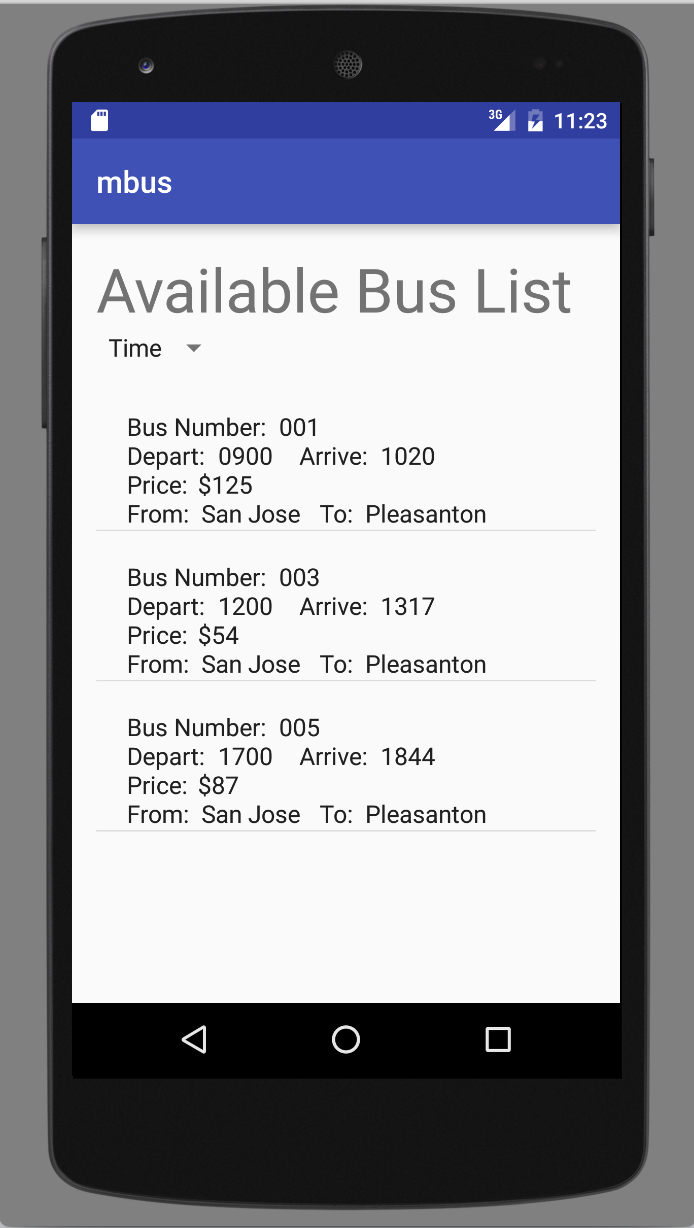 3G 11:23
mbus
Available Bus List
Time
Bus Number: 001
Depart: 0900 Arrive: 1020
Price: $125
From: San Jose To: Pleasanton
Bus Number: 003
Depart: 1200 Arrive: 1317
Price: $54
From: San Jose To: Pleasanton
Bus Number: 005
Depart: 1700 Arrive: 1844
Price: $87
From: San Jose To: Pleasanton